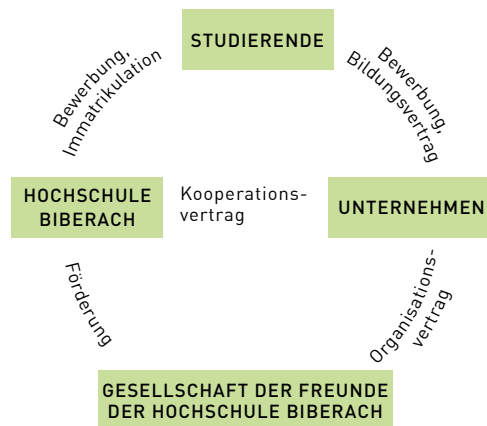 STUDIERENDE
Bewerbung,
Immatrikulation
Bewerbung,
Bildungsvertrag
HOCHSCHULE
BIBERACH
Kooperations-
vertrag
UNTERNEHMEN
Förderung
Organisations-
vertrag
GESELLSCHAFT DER FREUNDE
DER HOCHSCHULE BIBERACH